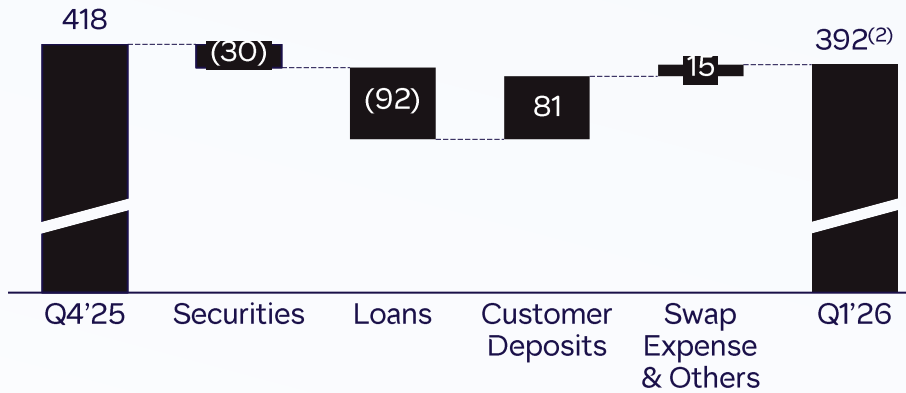 418
(30)
(92)
81
15
392(2)
Q4’25
Securities
Loans
Customer
Deposits
Swap
Expense
& Others
Q1’26